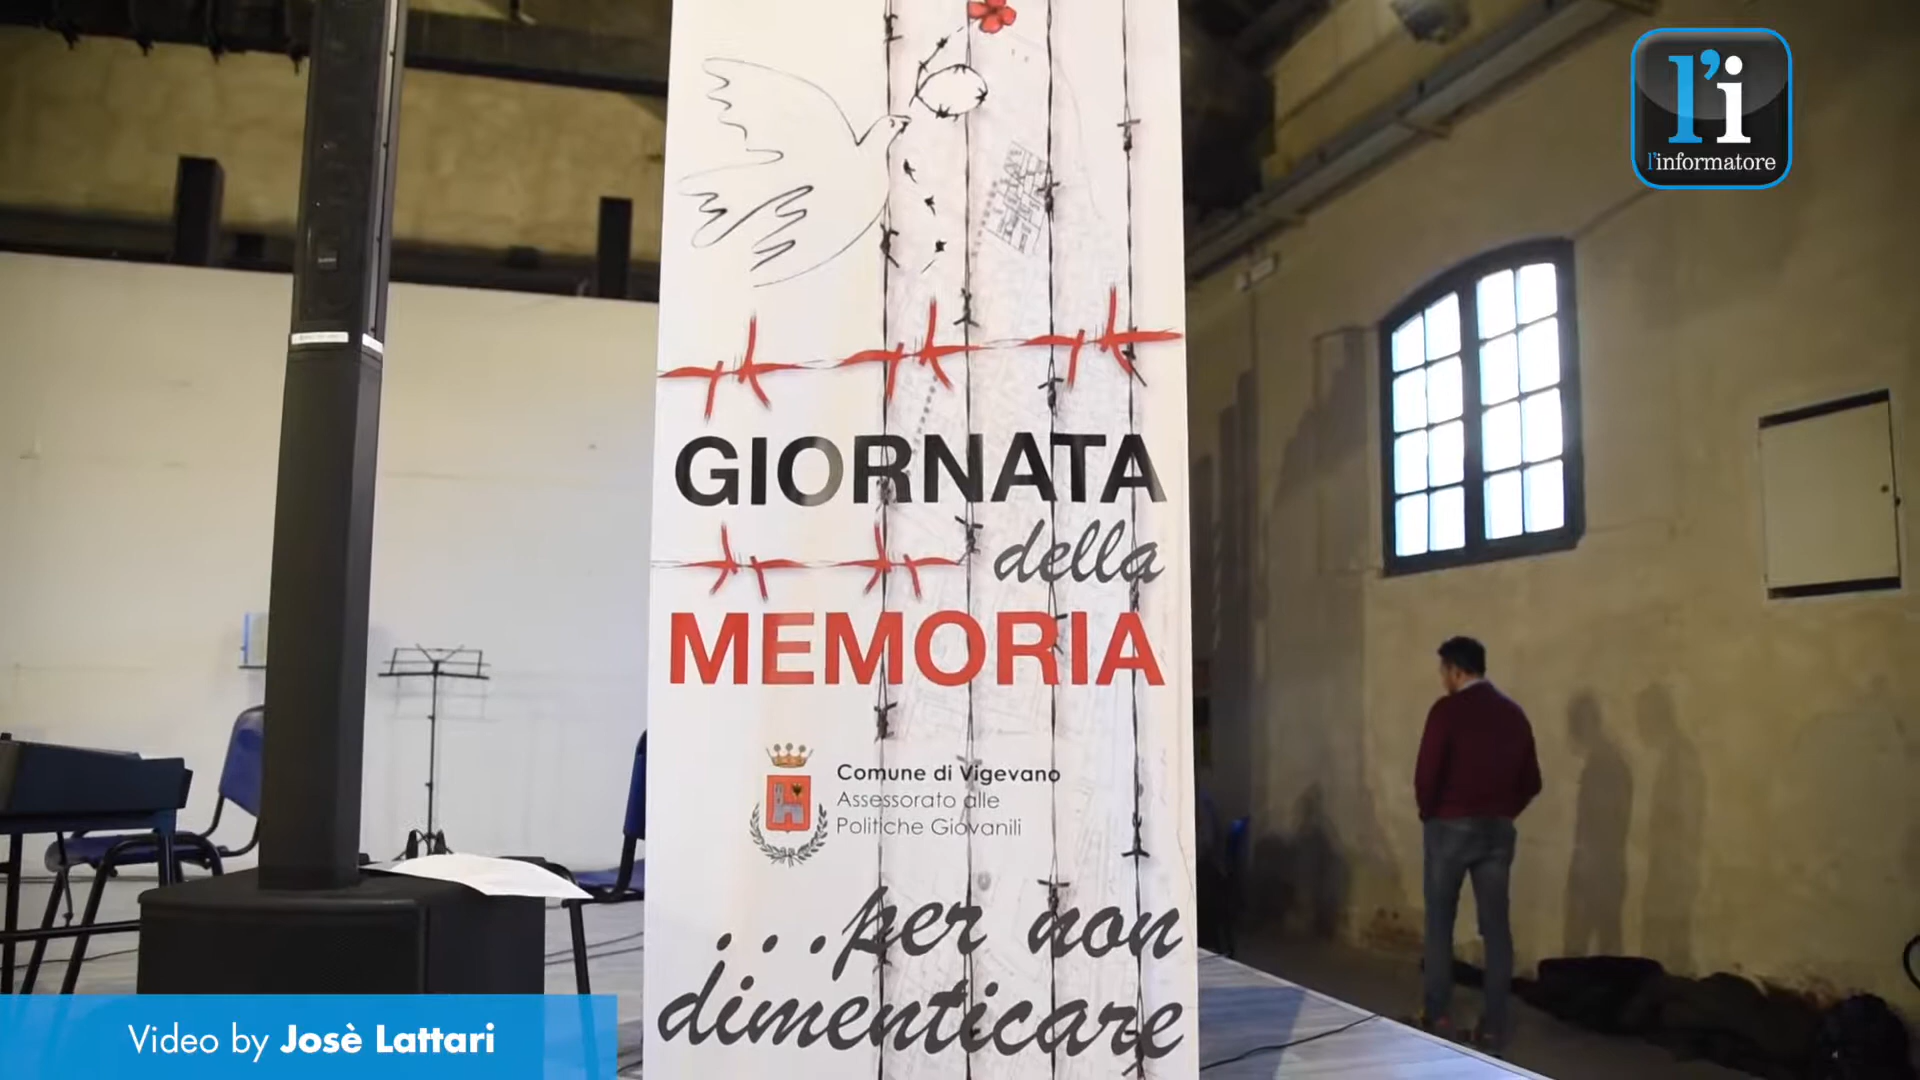 l'i
l'informatore
GIORNATA
della
MEMORIA
Comune di Vigevano
Assessorato alle
Politiche Giovanili
...per non
dimenticare
Video by Josè Lattari